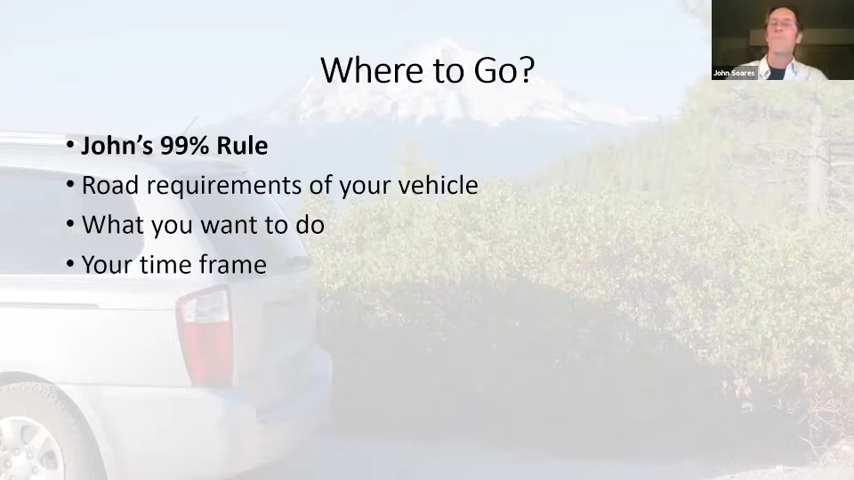 Where to Go?
John Soares
• John's 99% Rule
• Road requirements of your vehicle
• What you want to do
• Your time frame